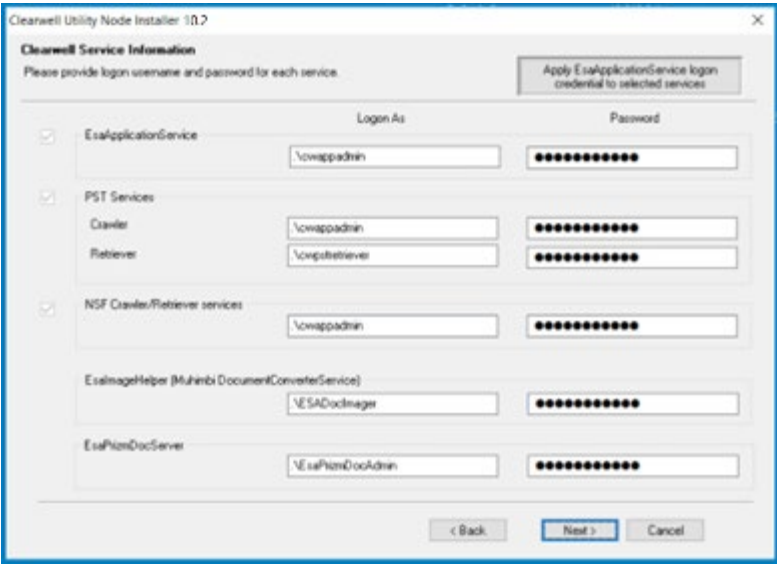 Clearwell Utility Node Installer 10.2
Clearwell Service Information
Please provide logon username and password for each service.
Apply EsaApplicationService logon
credential to selected services
Logon As
Password
EsaApplicationService
.\cwappadmin
●●●●●●●●●●●
PST Services
Crawler
.\cwappadmin
●●●●●●●●●●●
Retriever
.\cwpstretriever
●●●●●●●●●●●
NSF Crawler/Retriever services
.\cwappadmin
●●●●●●●●●●●
EsaImageHelper (Muhimbi DocumentConverterService)
.\ESADocImager
●●●●●●●●●●●
EsaPrizmDocServer
.\EsaPrizmDocAdmin
●●●●●●●●●●●
< Back
Next >
Cancel